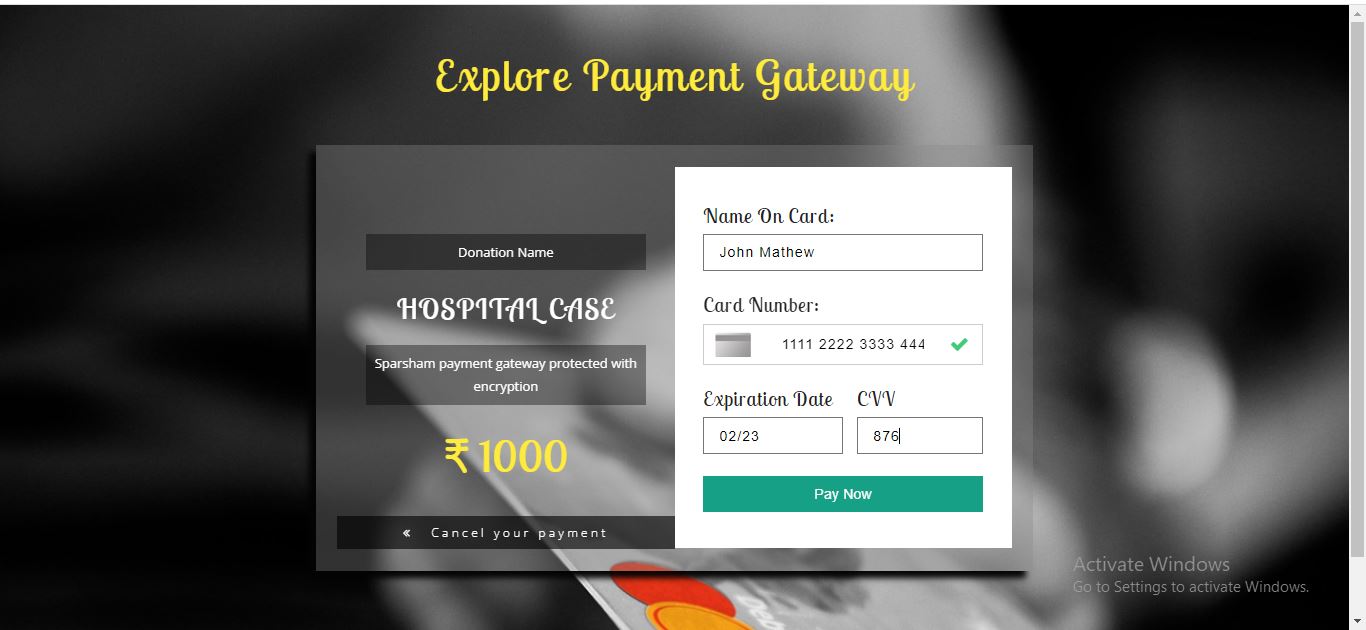 Explore Payment Gateway
Donation Name
HOSPITAL CASE
Sparsham payment gateway protected with
encryption
₹ 1000
« Cancel your payment
Name On Card:
John Mathew
Card Number:
1111 2222 3333 444
Expiration Date CVV
02/23 876
Pay Now
Activate Windows
Go to Settings to activate Windows.